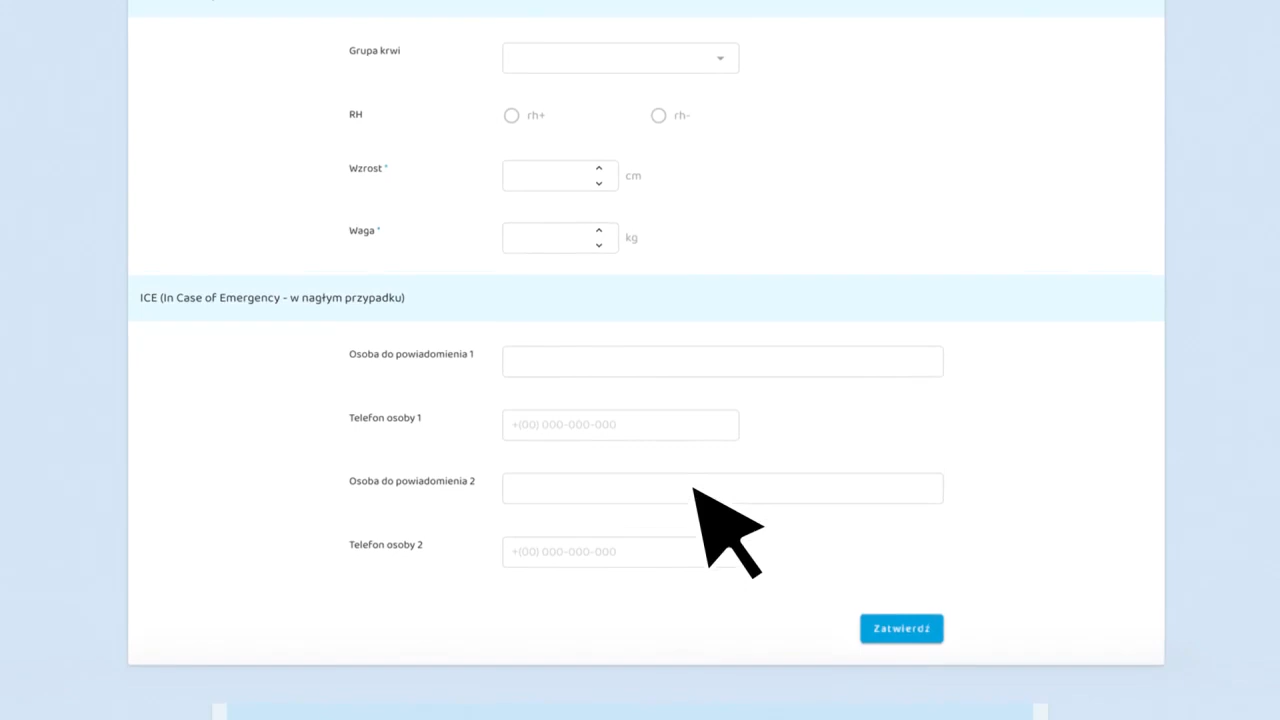 Grupa krwi
RH
rh+
rh-
Wzrost *
cm
Waga *
kg
ICE (In Case of Emergency - w nagłym przypadku)
Osoba do powiadomienia 1
Telefon osoby 1
+(00) 000-000-000
Osoba do powiadomienia 2
Telefon osoby 2
+(00) 000-000-000
Zatwierdź